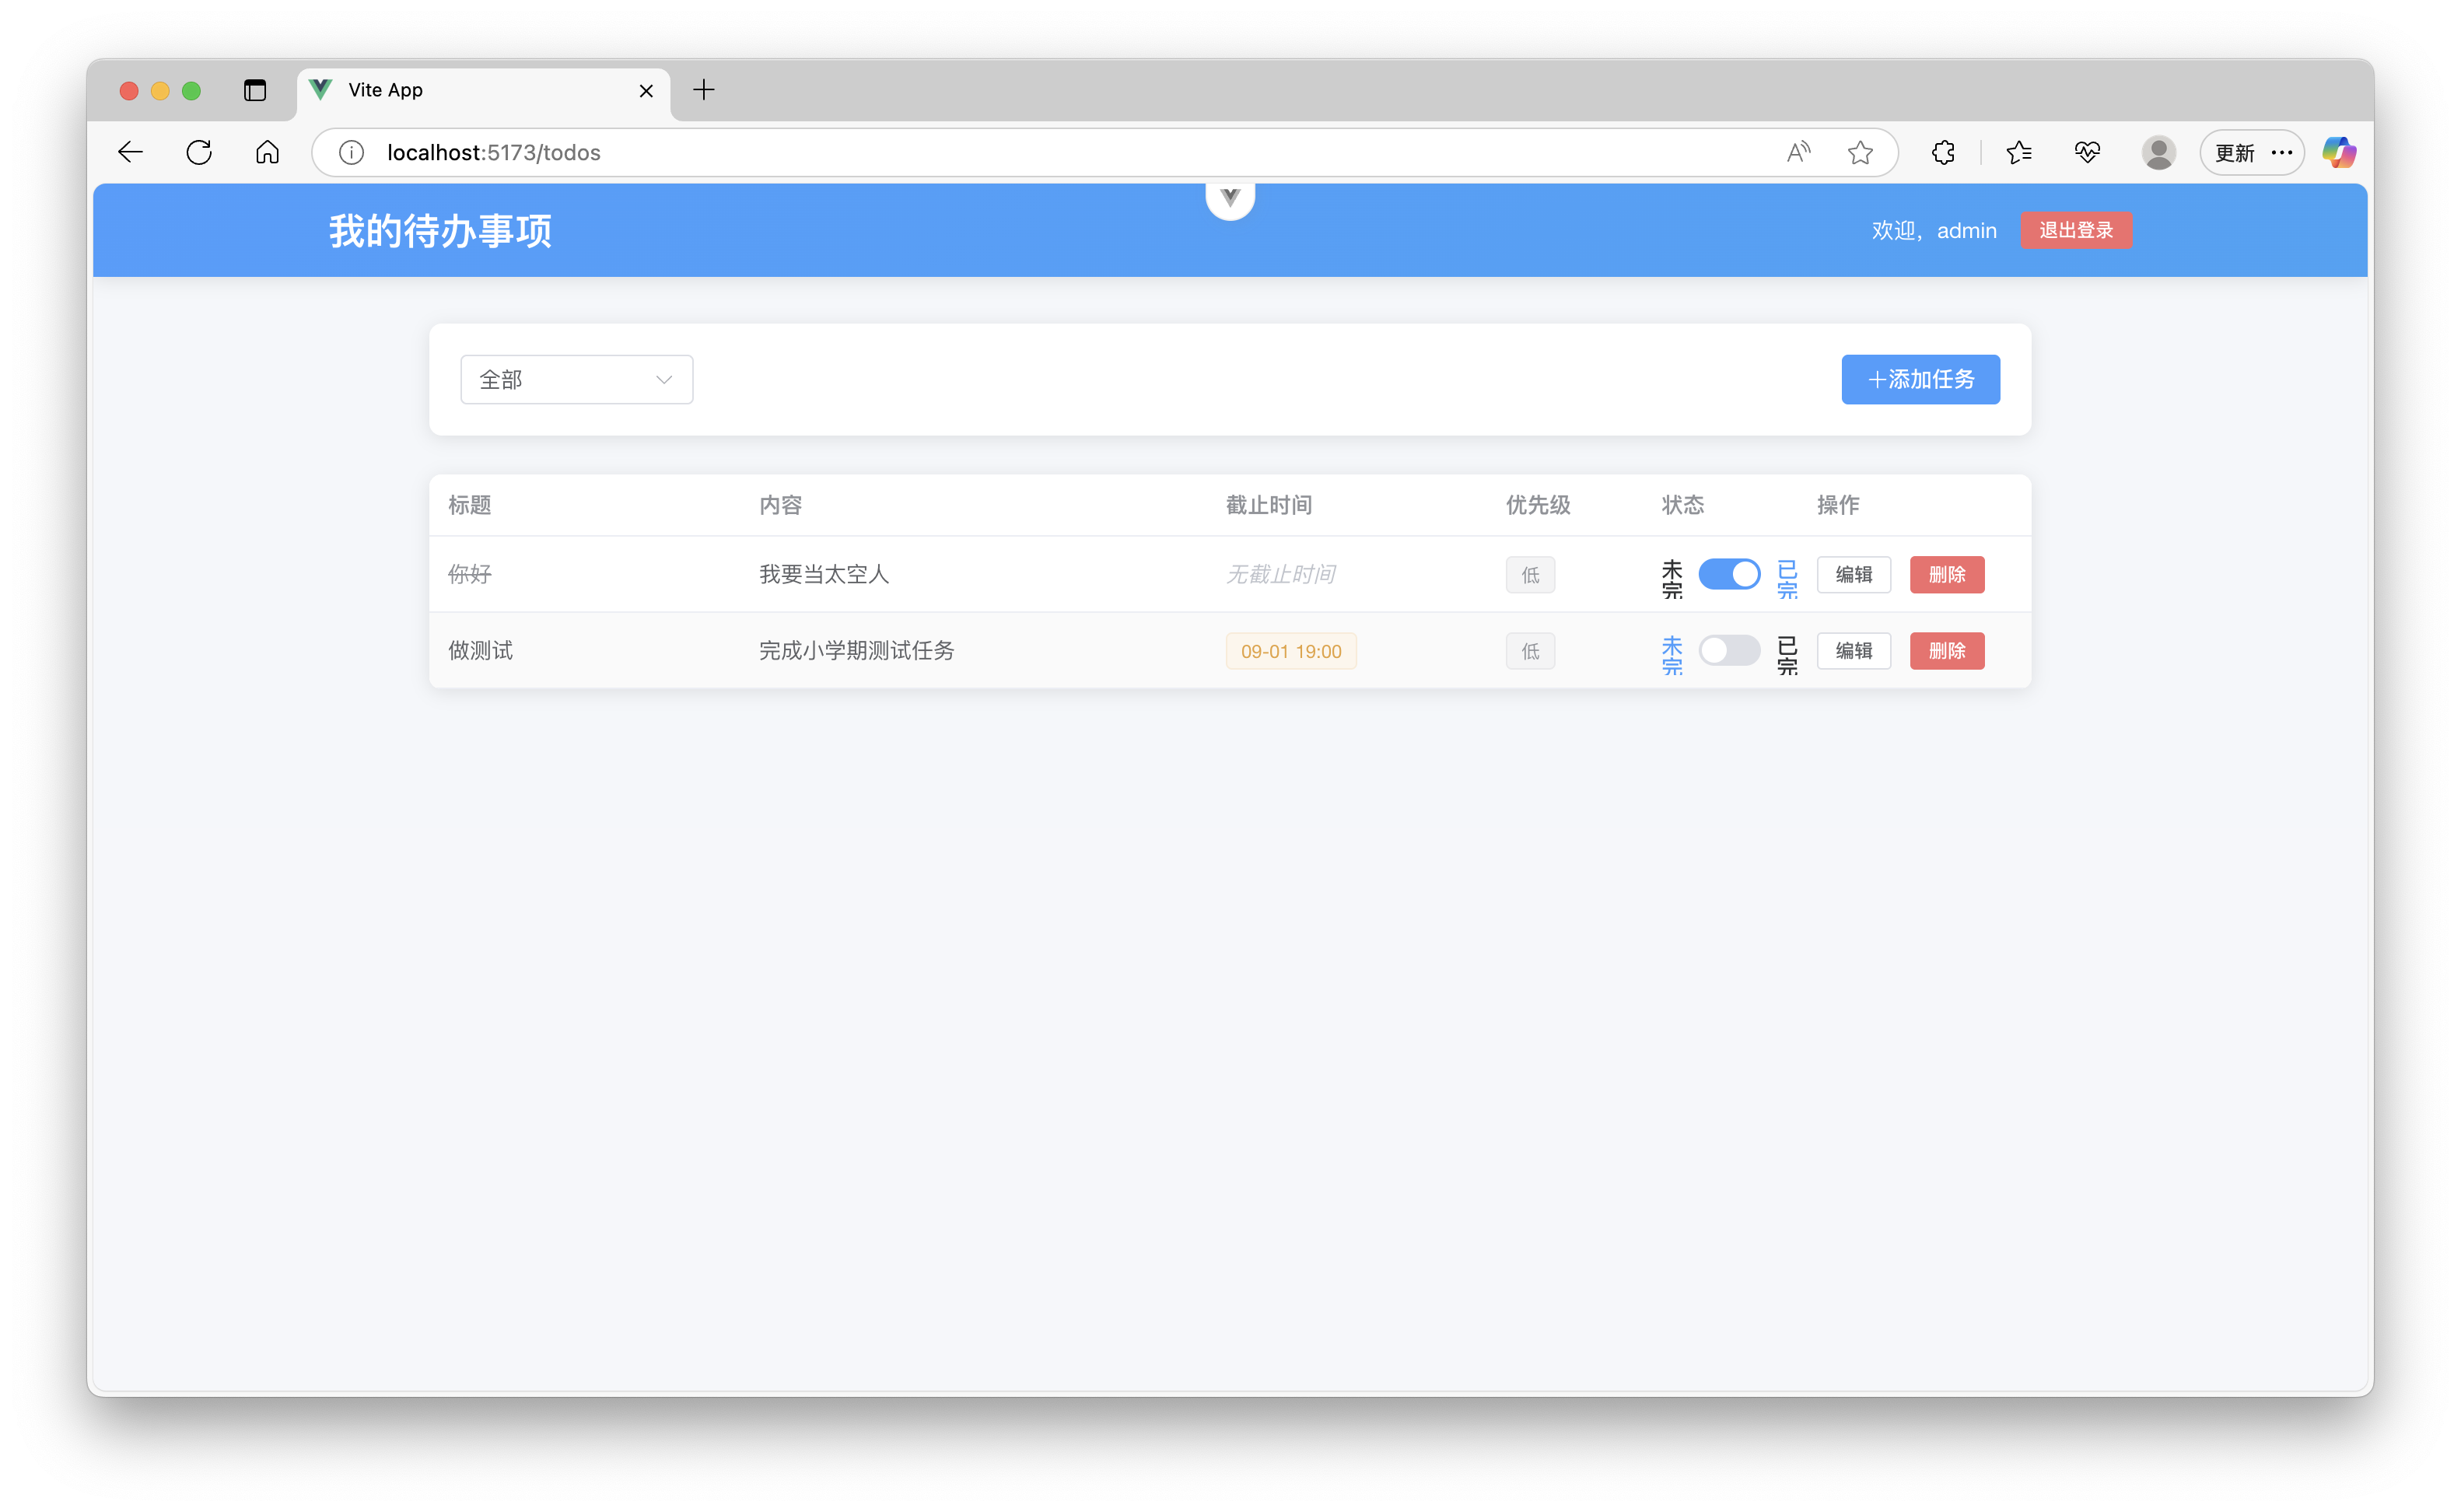 Vite App
localhost:5173/todos
更新
我的待办事项
欢迎，admin 退出登录
全部
+添加任务
标题 内容 截止时间 优先级 状态 操作
你好 我要当太空人 无截止时间 低 未完 已完 编辑 删除
做测试 完成小学期测试任务 09-01 19:00 低 未完 已完 编辑 删除